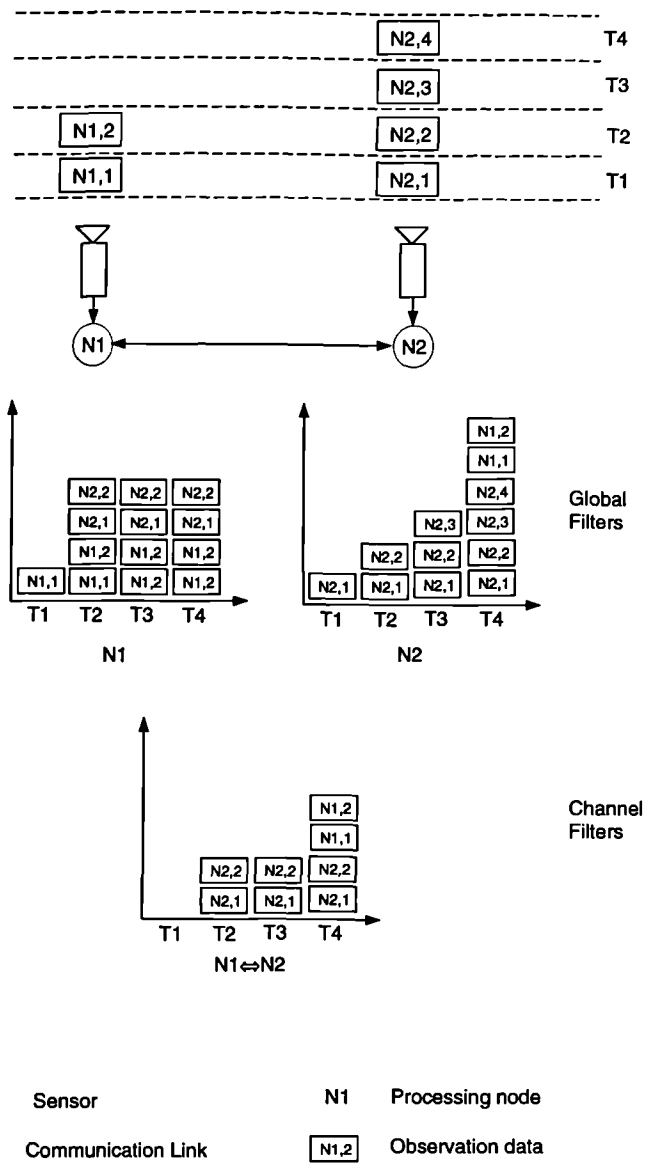 N2,4 T4
N2,3 T3
N1,2 N2,2 T2
N1,1 N2,1 T1
N1 N2
N2,2 N2,2 N2,2
N2,1 N2,1 N2,1
N1,2 N1,2 N1,2
N1,1 N1,1 N1,2 N1,2
T1 T2 T3 T4
N1
N1,2
N1,1
N2,4
N2,3 N2,3
N2,2 N2,2 N2,2
N2,1 N2,1 N2,1 N2,1
T1 T2 T3 T4
N2
Global
Filters
N1,2
N1,1
N2,2 N2,2 N2,2
N2,1 N2,1 N2,1
T1 T2 T3 T4
N1⇔N2
Channel
Filters
Sensor N1 Processing node
Communication Link N1,2 Observation data